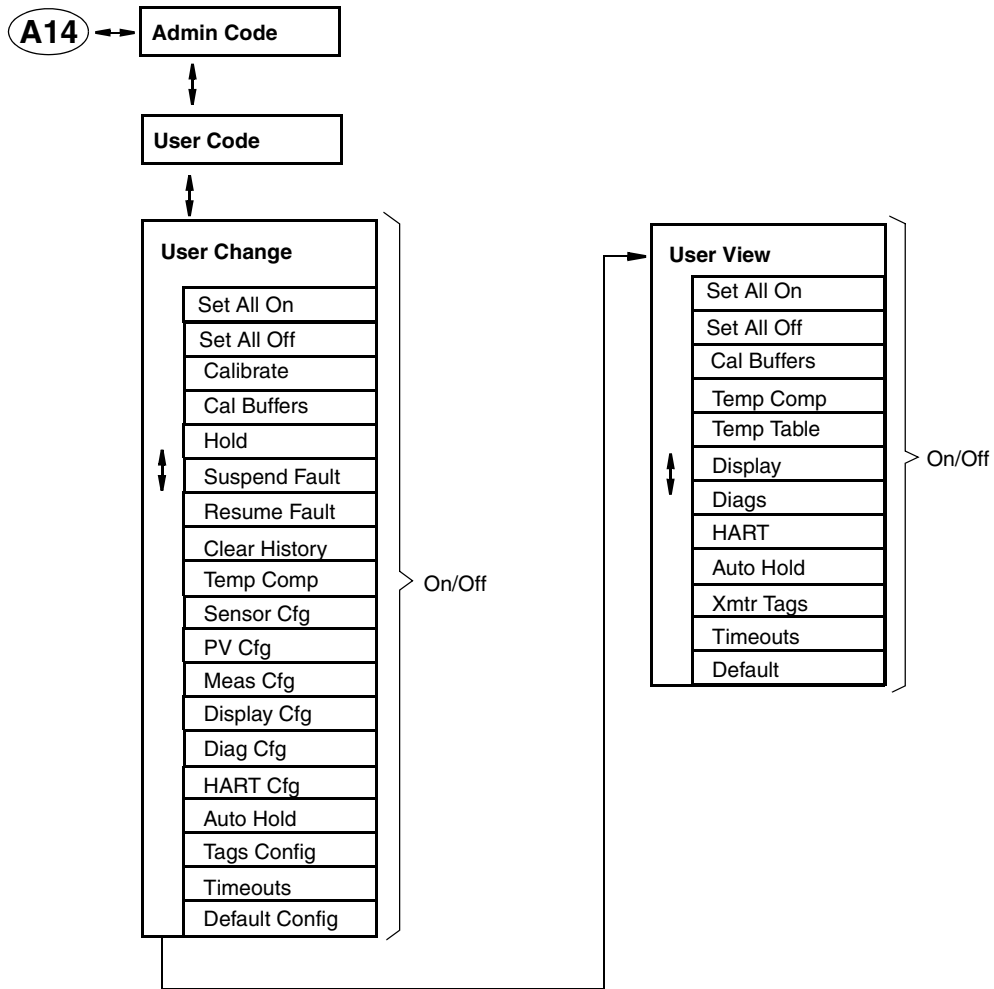 A14
Admin Code
User Code
User Change
Set All On
Set All Off
Calibrate
Cal Buffers
Hold
Suspend Fault
Resume Fault
Clear History
Temp Comp
Sensor Cfg
PV Cfg
Meas Cfg
Display Cfg
Diag Cfg
HART Cfg
Auto Hold
Tags Config
Timeouts
Default Config
On/Off
User View
Set All On
Set All Off
Cal Buffers
Temp Comp
Temp Table
Display
Diags
HART
Auto Hold
Xmtr Tags
Timeouts
Default
On/Off